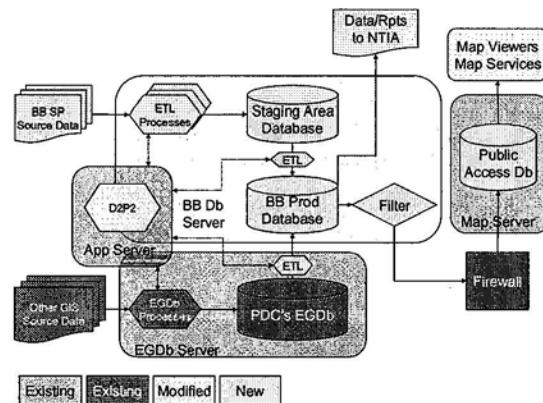 Data/Rpts
to NTIA
Map Viewers
Map Services
BB SP
Source Data
ETL
Processes
Staging Area
Database
ETL
Public
Access Db
D2P2
BB Db
Server
BB Prod
Database
Filter
App Server
Map Server
ETL
Firewall
Other GIS
Source Data
EGDb
Processes
PDC's EGDb
EGDb Server
Existing
Existing
Modified
New